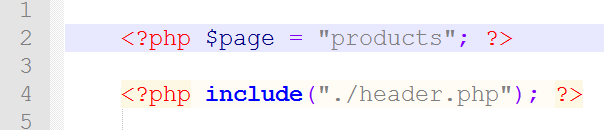 1
2 <?php $page = "products"; ?>
3
4 <?php include("./header.php"); ?>
5